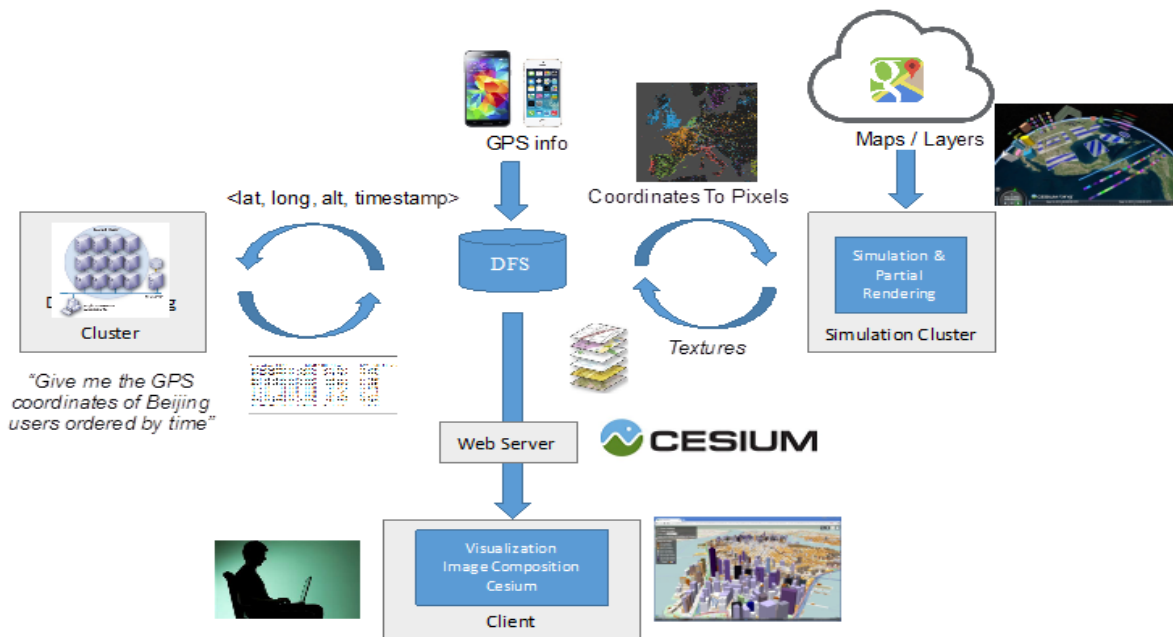 GPS info
Maps / Layers
<lat, long, alt, timestamp>
Coordinates To Pixels
DFS
Simulation &
Partial
Rendering
Cluster
Simulation Cluster
Textures
"Give me the GPS
coordinates of Beijing
users ordered by time"
Web Server
CESIUM
Visualization
Image Composition
Cesium
Client